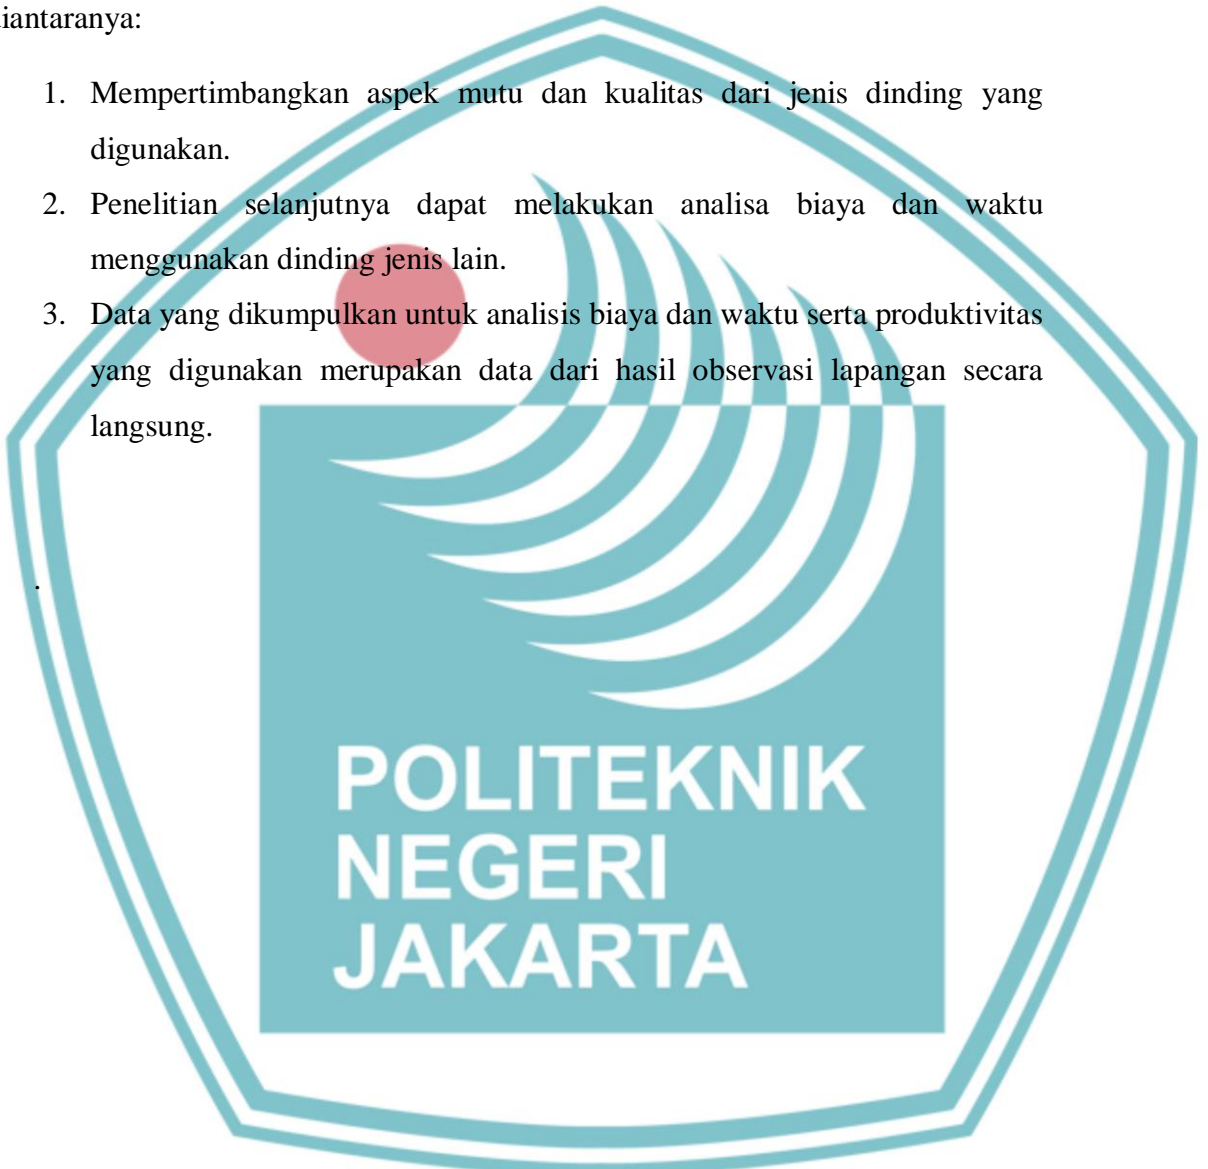 diantaranya:
1. Mempertimbangkan aspek mutu dan kualitas dari jenis dinding yang
digunakan.
2. Penelitian selanjutnya dapat melakukan analisa biaya dan waktu
menggunakan dinding jenis lain.
3. Data yang dikumpulkan untuk analisis biaya dan waktu serta produktivitas
yang digunakan merupakan data dari hasil observasi lapangan secara
langsung.
.
POLITEKNIK
NEGERI
JAKARTA